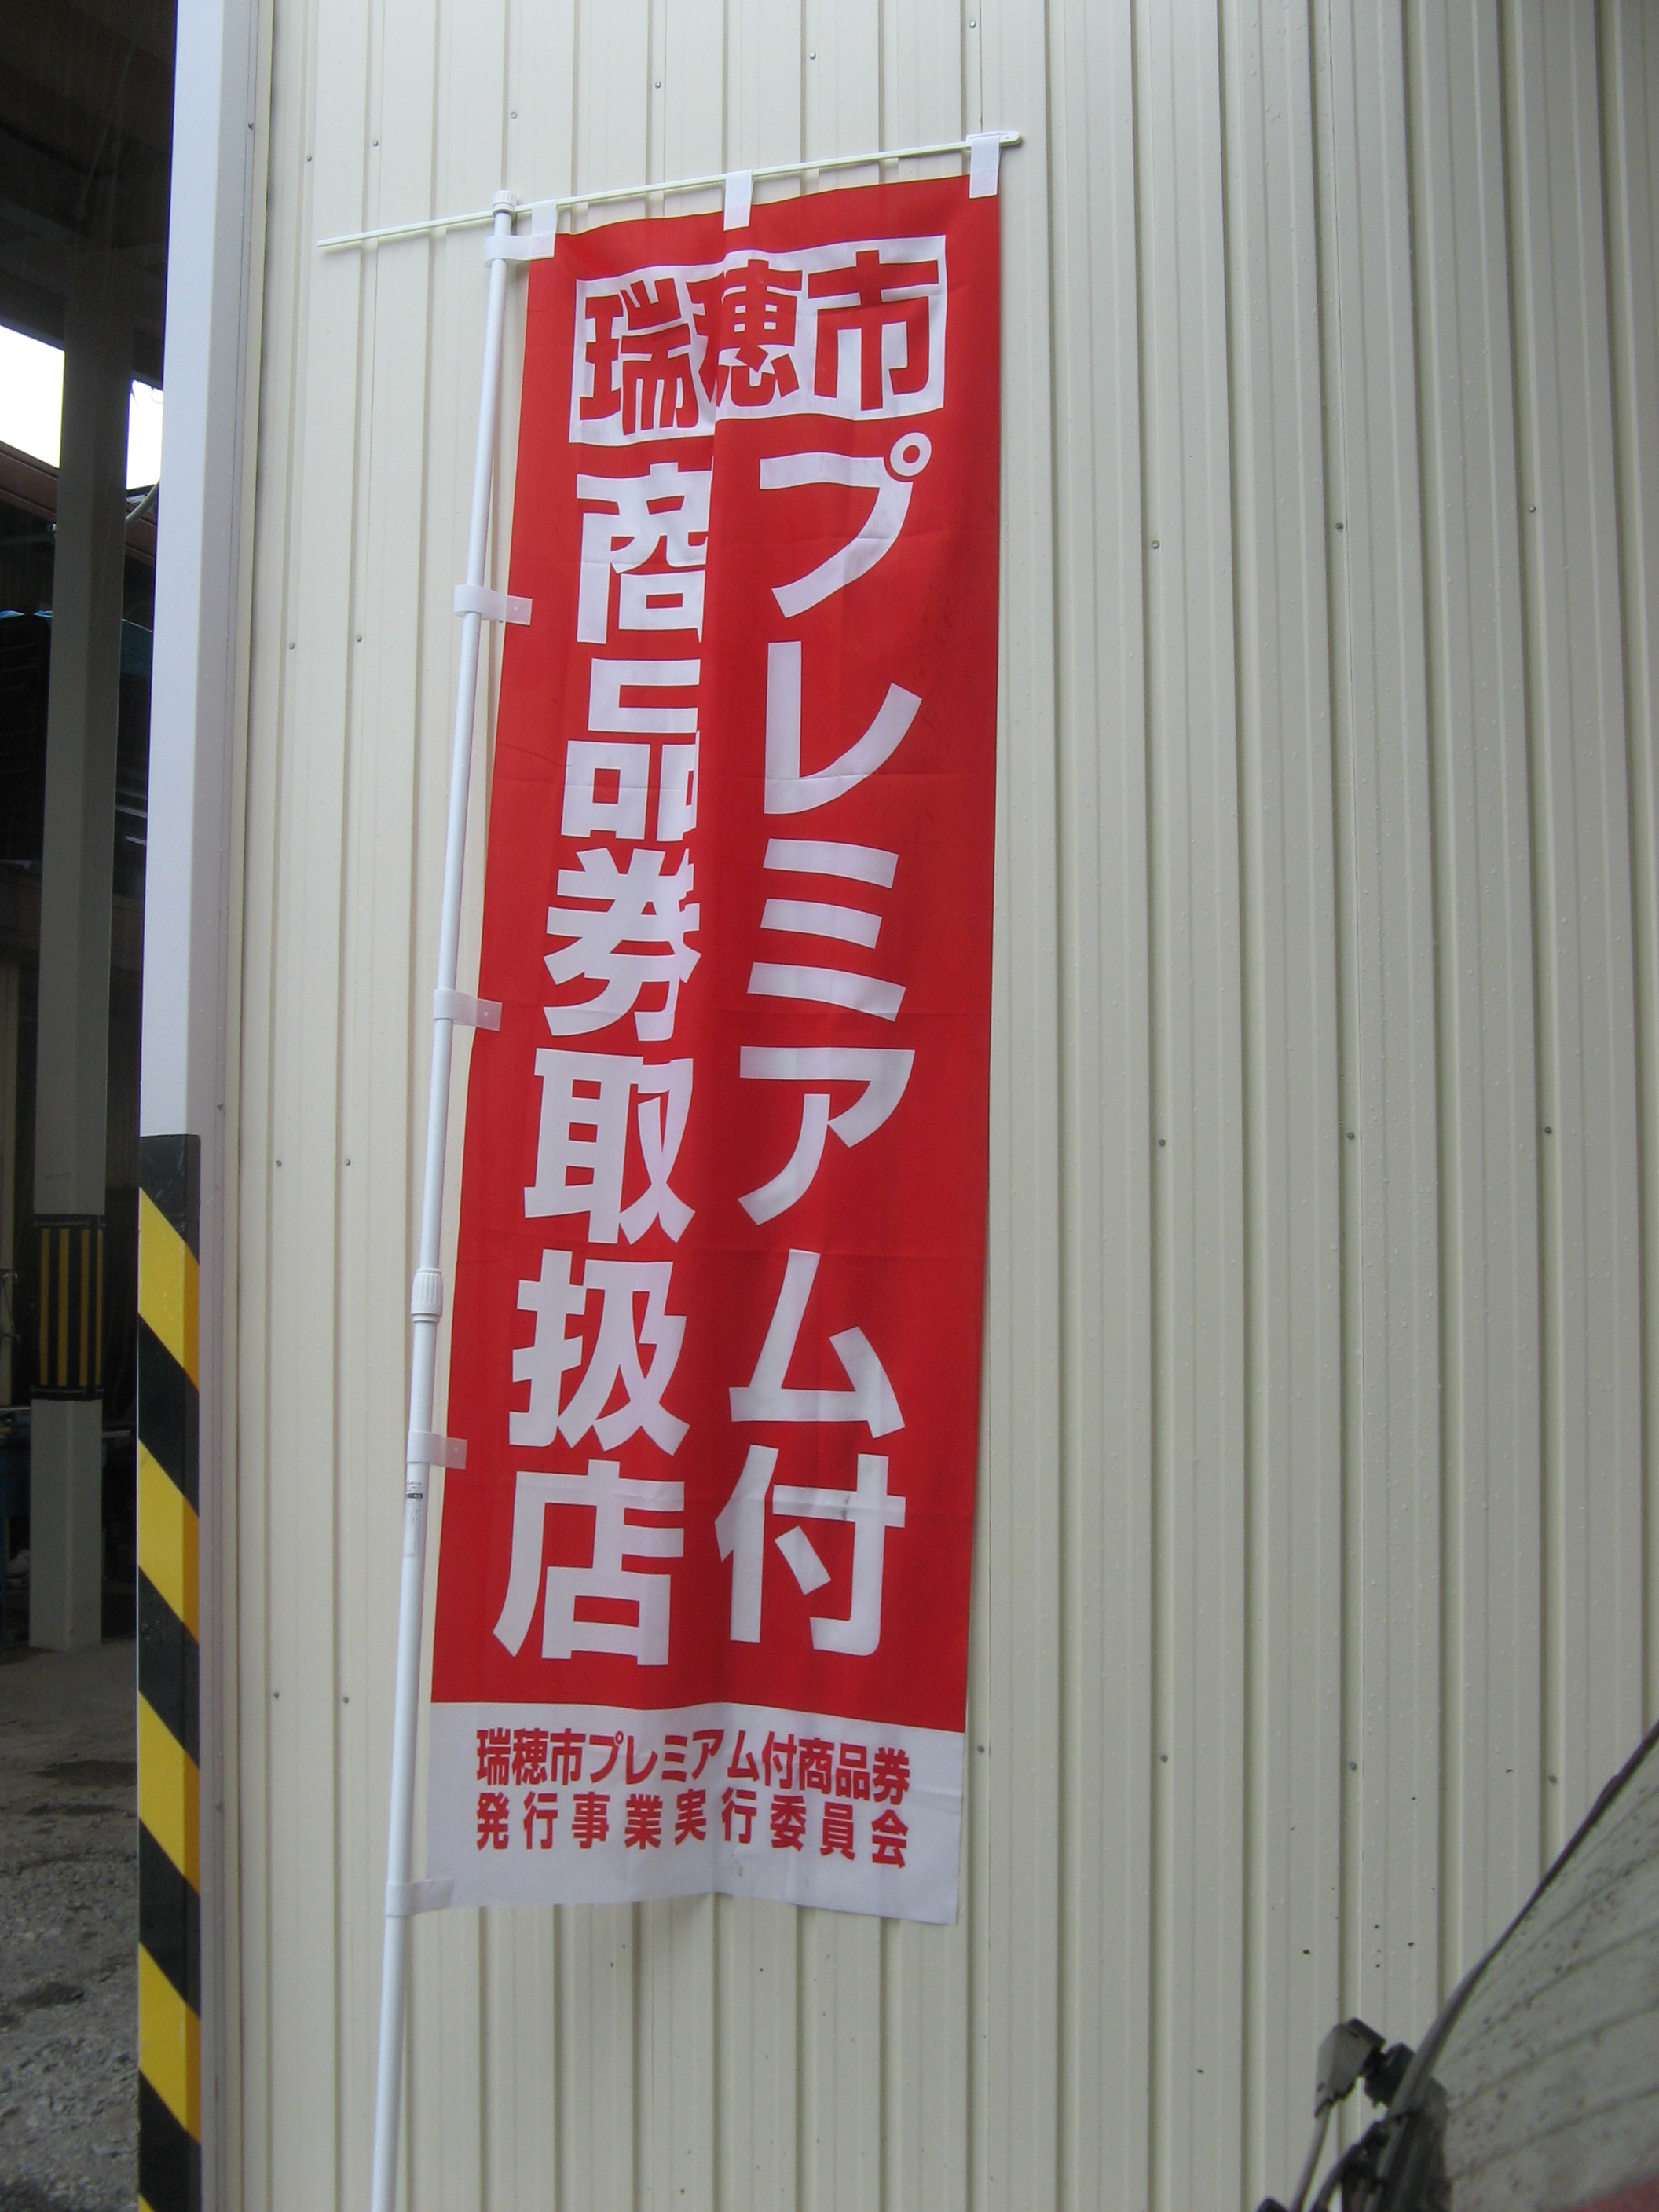 瑞穂市
プレミアム付
商品券取扱店
瑞穂市プレミアム付商品券
発行事業実行委員会